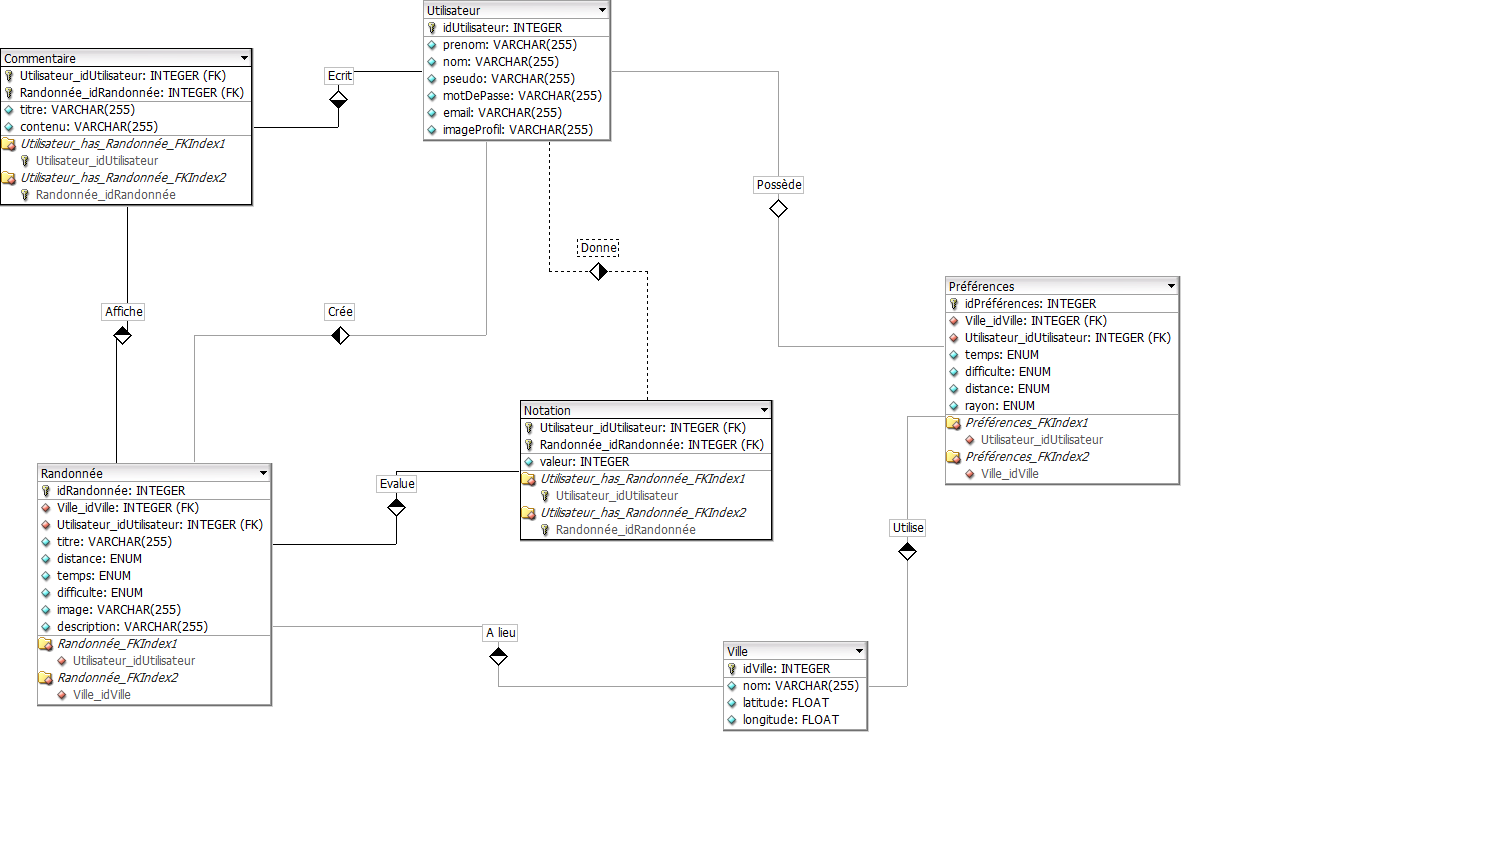 Utilisateur
idUtilisateur: INTEGER
prenom: VARCHAR(255)
nom: VARCHAR(255)
pseudo: VARCHAR(255)
motDePasse: VARCHAR(255)
email: VARCHAR(255)
imageProfil: VARCHAR(255)
Commentaire
Utilisateur_idUtilisateur: INTEGER (FK)
Randonnée_idRandonnée: INTEGER (FK)
titre: VARCHAR(255)
contenu: VARCHAR(255)
Utilisateur_has_Randonnée_FKIndex1
Utilisateur_idUtilisateur
Utilisateur_has_Randonnée_FKIndex2
Randonnée_idRandonnée
Ecrit
Possède
Donne
Affiche
Crée
Préférences
idPréférences: INTEGER
Ville_idVille: INTEGER (FK)
Utilisateur_idUtilisateur: INTEGER (FK)
temps: ENUM
difficulte: ENUM
distance: ENUM
rayon: ENUM
Préférences_FKIndex1
Utilisateur_idUtilisateur
Préférences_FKIndex2
Ville_idVille
Notation
Utilisateur_idUtilisateur: INTEGER (FK)
Randonnée_idRandonnée: INTEGER (FK)
valeur: INTEGER
Utilisateur_has_Randonnée_FKIndex1
Utilisateur_idUtilisateur
Utilisateur_has_Randonnée_FKIndex2
Randonnée_idRandonnée
Randonnée
idRandonnée: INTEGER
Ville_idVille: INTEGER (FK)
Utilisateur_idUtilisateur: INTEGER (FK)
titre: VARCHAR(255)
distance: ENUM
temps: ENUM
difficulte: ENUM
image: VARCHAR(255)
description: VARCHAR(255)
Randonnée_FKIndex1
Utilisateur_idUtilisateur
Randonnée_FKIndex2
Ville_idVille
Evalue
Utilise
A lieu
Ville
idVille: INTEGER
nom: VARCHAR(255)
latitude: FLOAT
longitude: FLOAT